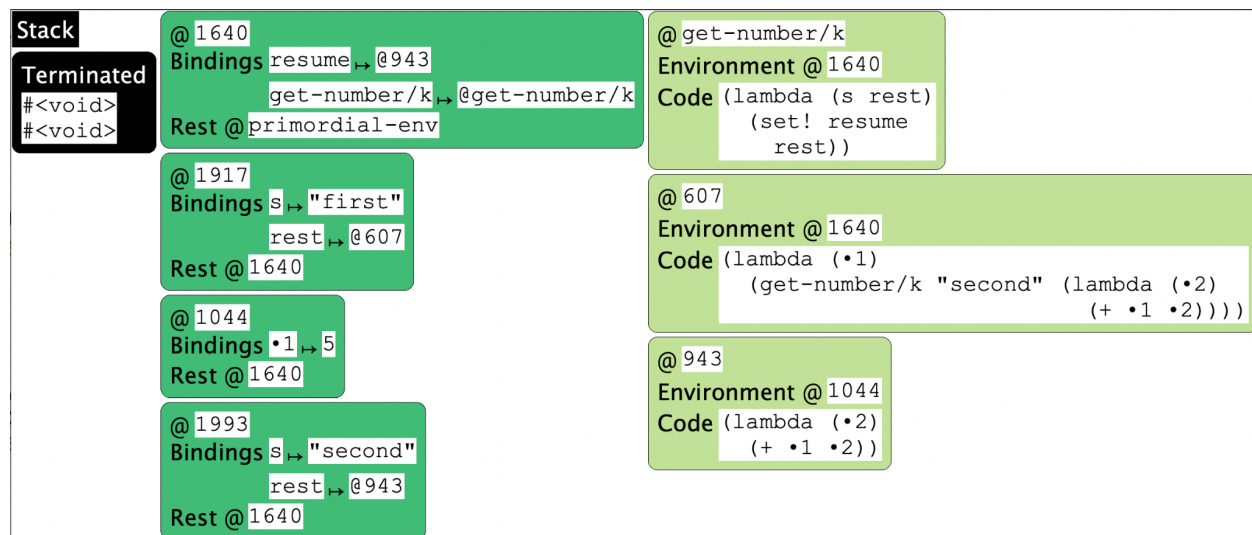 Stack
Terminated
#<void>
#<void>
@ 1640
Bindings resume ↦ @943
get-number/k ↦ @get-number/k
Rest @ primordial-env
@ 1917
Bindings s ↦ "first"
rest ↦ @607
Rest @ 1640
@ 1044
Bindings •1 ↦ 5
Rest @ 1640
@ 1993
Bindings s ↦ "second"
rest ↦ @943
Rest @ 1640
@ get-number/k
Environment @ 1640
Code (lambda (s rest)
(set! resume
rest))
@ 607
Environment @ 1640
Code (lambda (•1)
(get-number/k "second" (lambda (•2)
(+ •1 •2))))
@ 943
Environment @ 1044
Code (lambda (•2)
(+ •1 •2))